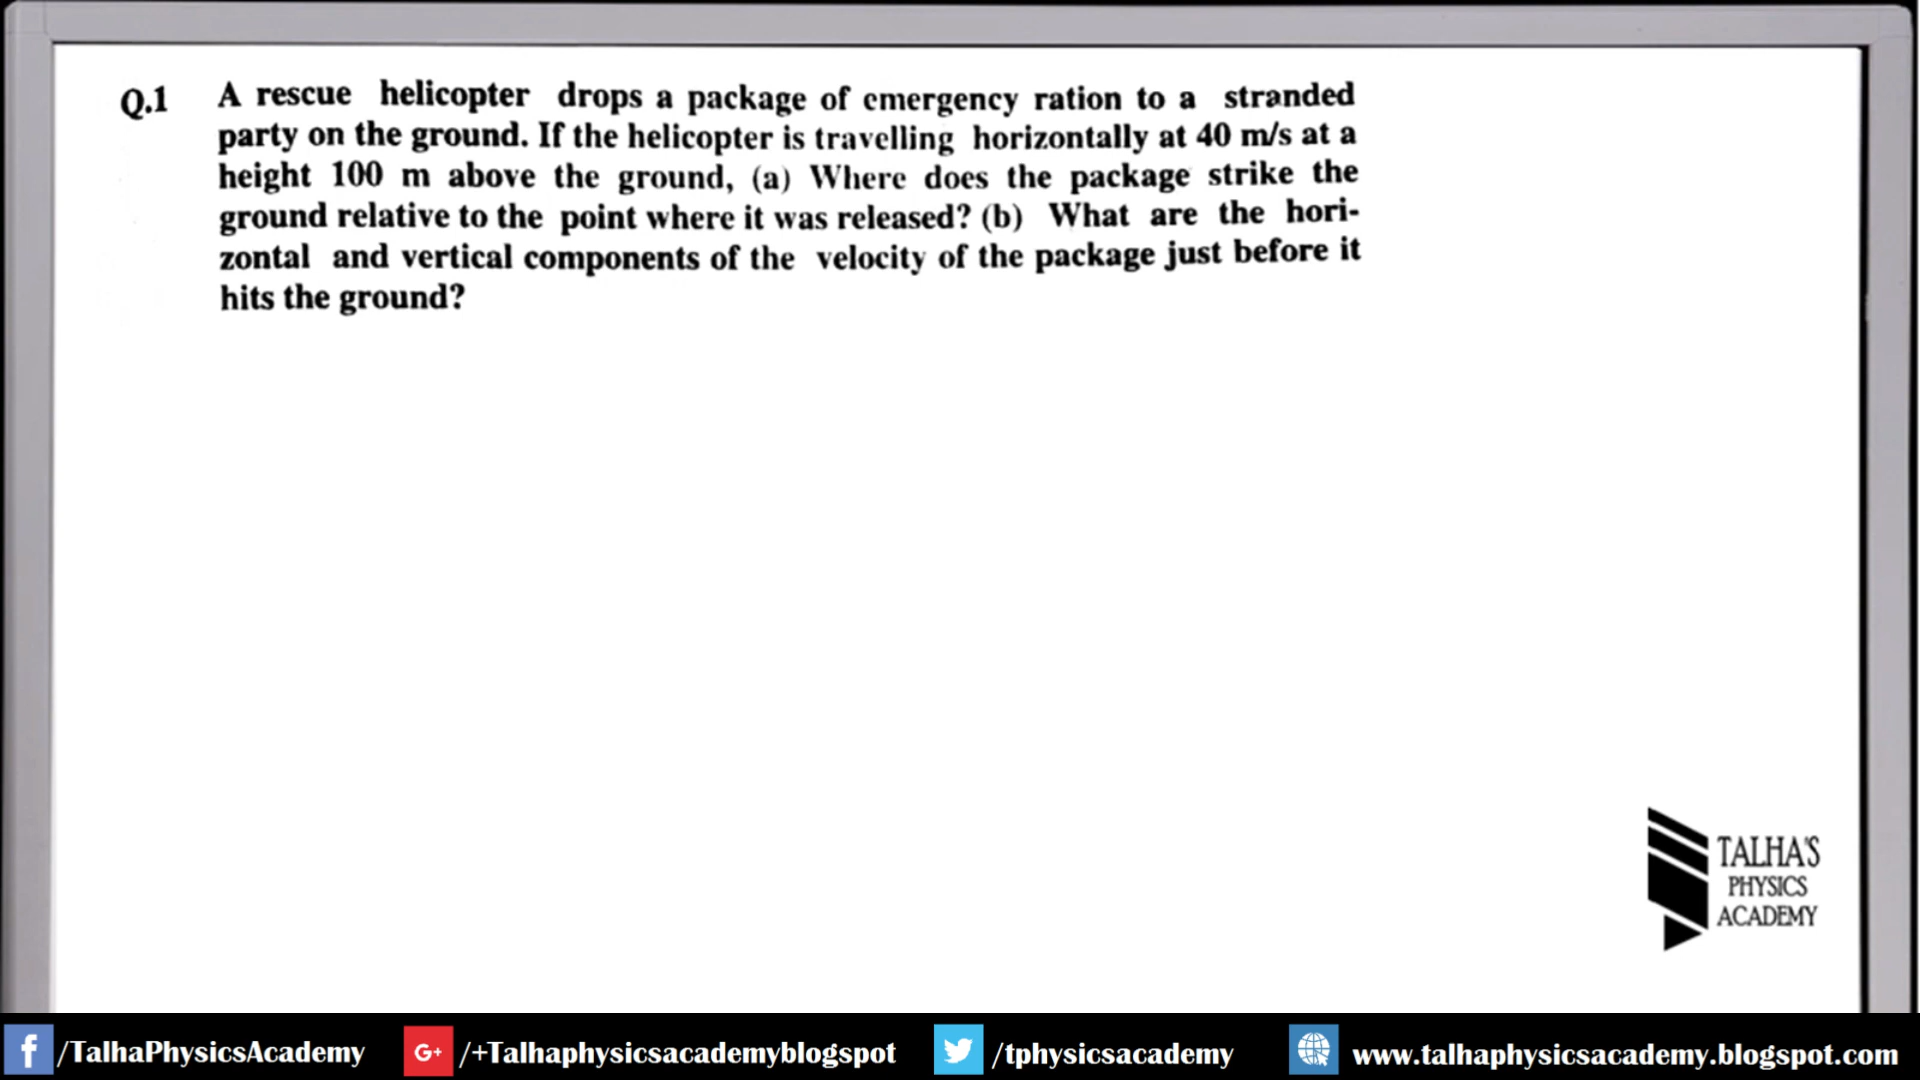 Q.1 A rescue helicopter drops a package of emergency ration to a stranded
party on the ground. If the helicopter is travelling horizontally at 40 m/s at a
height 100 m above the ground, (a) Where does the package strike the
ground relative to the point where it was released? (b) What are the hori-
zontal and vertical components of the velocity of the package just before it
hits the ground?
TALHA'S
PHYSICS
ACADEMY
f /TalhaPhysicsAcademy G+ /+Talhaphysicsacademyblogspot /tphysicsacademy www.talhaphysicsacademy.blogspot.com